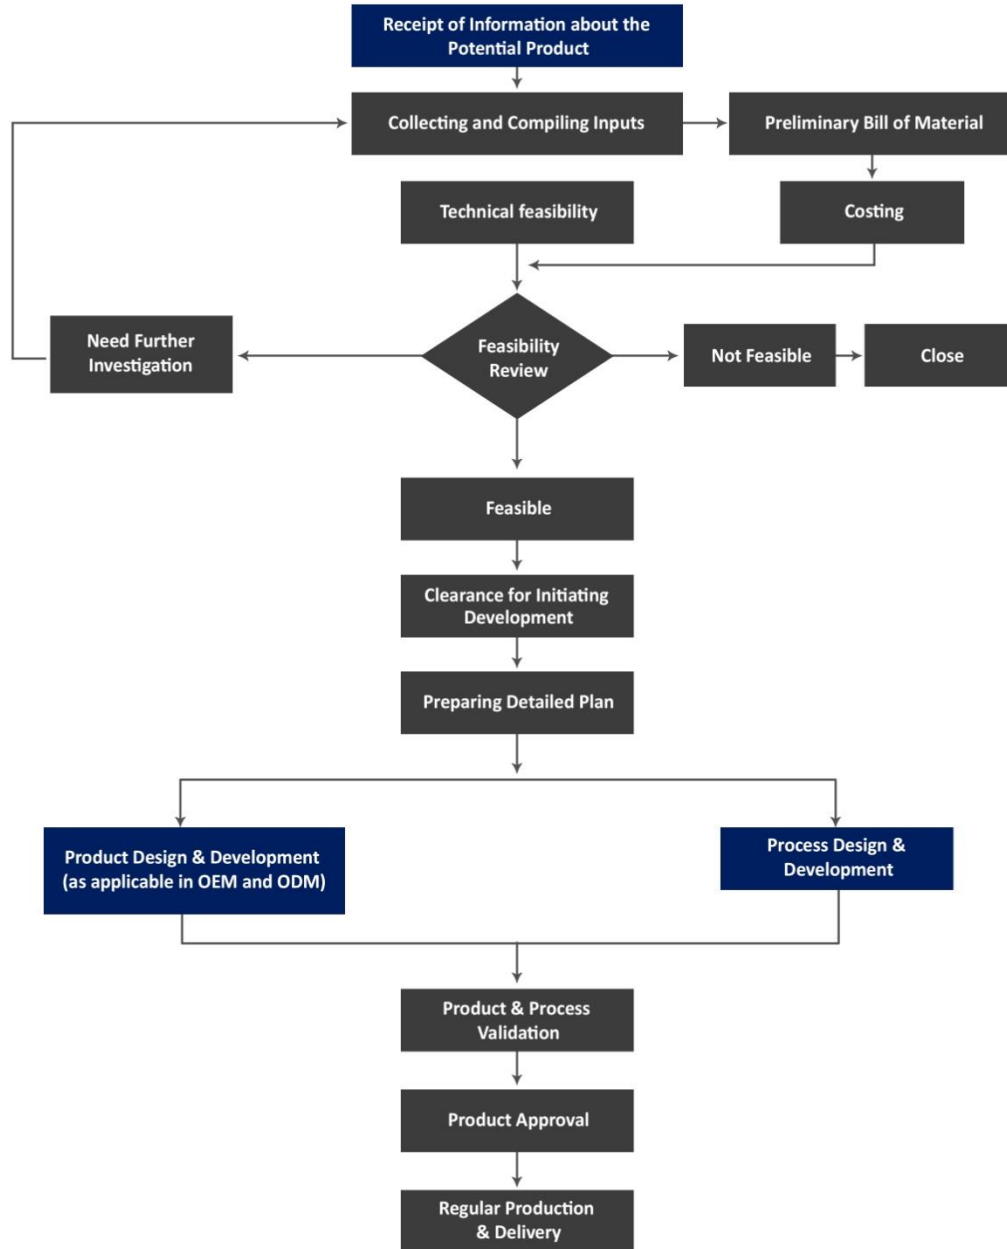 Receipt of Information about the
Potential Product
Collecting and Compiling Inputs
Preliminary Bill of Material
Technical feasibility
Costing
Need Further
Investigation
Feasibility
Review
Not Feasible
Close
Feasible
Clearance for Initiating
Development
Preparing Detailed Plan
Product Design & Development
(as applicable in OEM and ODM)
Process Design &
Development
Product & Process
Validation
Product Approval
Regular Production
& Delivery